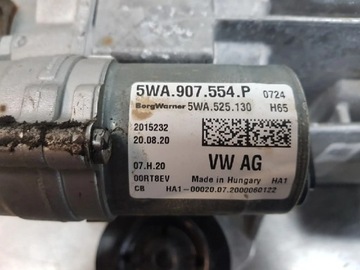 5WA.907.554.P 0724
BorgWarner 5WA.525.130 H65
2015232
20.08.20
07.H.20 VW AG
00RT8EV Made in Hungary HA1
CB HA1-00020.07.2000060122